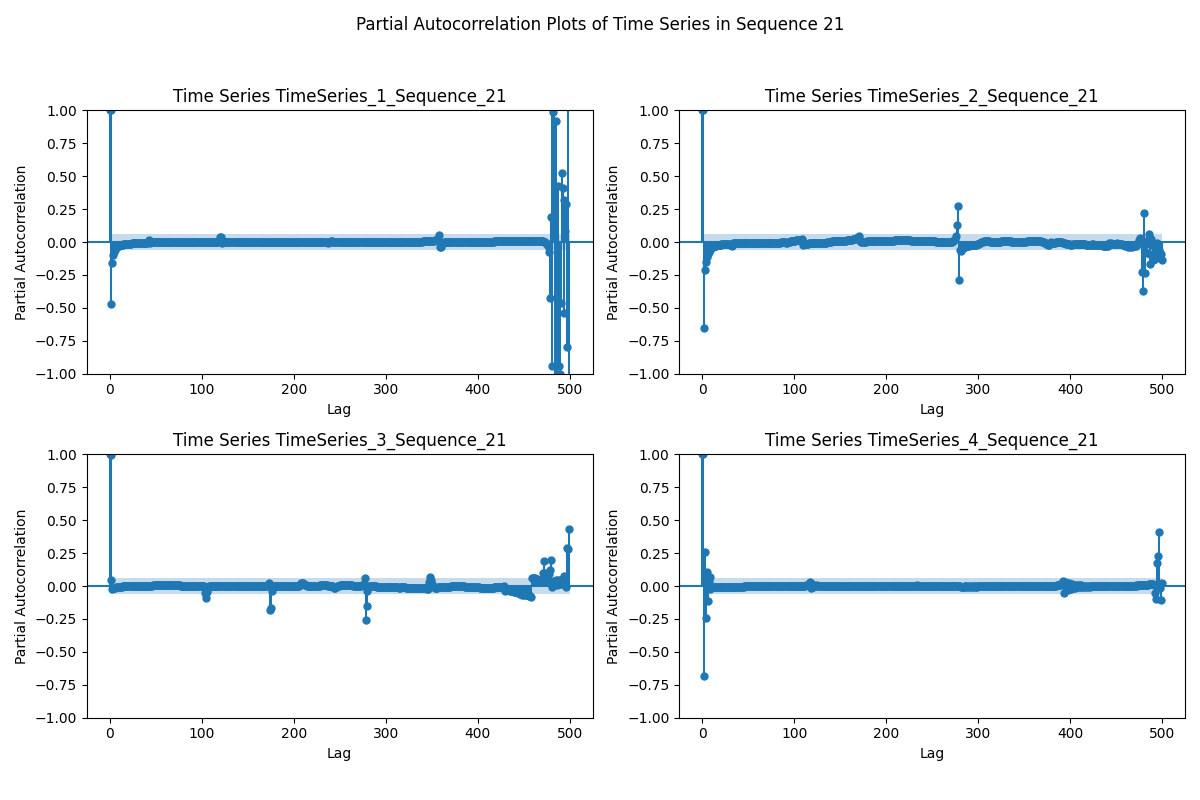 Partial Autocorrelation Plots of Time Series in Sequence 21
Time Series TimeSeries_1_Sequence_21
1.00
0.75
0.50
0.25
0.00
−0.25
−0.50
−0.75
−1.00
Partial Autocorrelation
0 100 200 300 400 500
Lag
Time Series TimeSeries_2_Sequence_21
1.00
0.75
0.50
0.25
0.00
−0.25
−0.50
−0.75
−1.00
Partial Autocorrelation
0 100 200 300 400 500
Lag
Time Series TimeSeries_3_Sequence_21
1.00
0.75
0.50
0.25
0.00
−0.25
−0.50
−0.75
−1.00
Partial Autocorrelation
0 100 200 300 400 500
Lag
Time Series TimeSeries_4_Sequence_21
1.00
0.75
0.50
0.25
0.00
−0.25
−0.50
−0.75
−1.00
Partial Autocorrelation
0 100 200 300 400 500
Lag